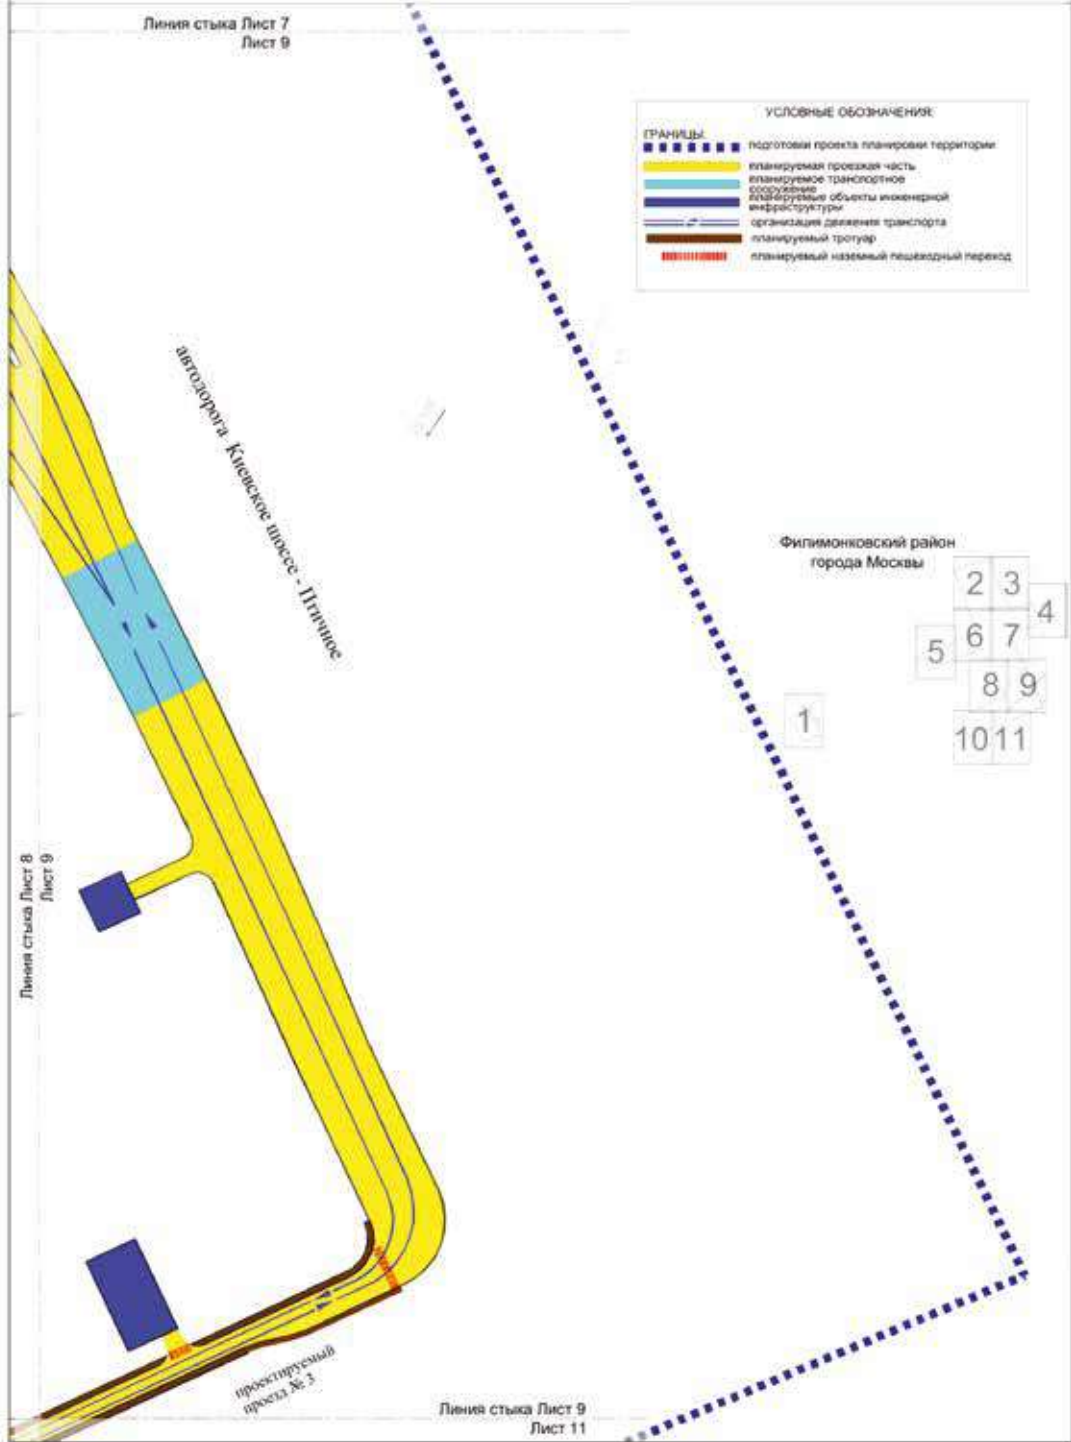 Линия стыка Лист 7
Лист 9
УСЛОВНЫЕ ОБОЗНАЧЕНИЯ:
ГРАНИЦЫ:
подготовки проекта планировки территории
планируемая проезжая часть
планируемое транспортное
сооружение
планируемые объекты инженерной
инфраструктуры
организация движения транспорта
планируемый тротуар
планируемый наземный пешеходный переход
автодорога Киевское шоссе - Птичное
Филимонковский район
города Москвы
2 3
4
5 6 7
8 9
1
10 11
Линия стыка Лист 8
Лист 9
проектируемый
проезд № 3
Линия стыка Лист 9
Лист 11